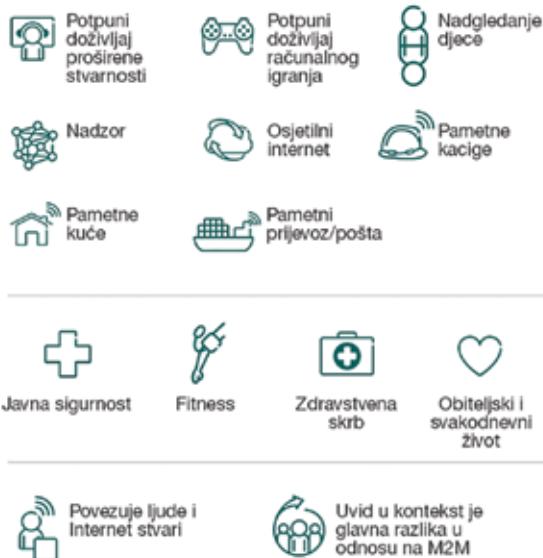 Potpuni
doživljaj
proširene
stvarnosti
Potpuni
doživljaj
računalnog
igranja
Nadgledanje
djece
Nadzor
Osjetilni
internet
Pametne
kacige
Pametne
kuće
Pametni
prijevoz/pošta
Javna sigurnost
Fitness
Zdravstvena
skrb
Obiteljski i
svakodnevni
život
Povezuje ljude i
Internet stvari
Uvid u kontekst je
glavna razlika u
odnosu na M2M